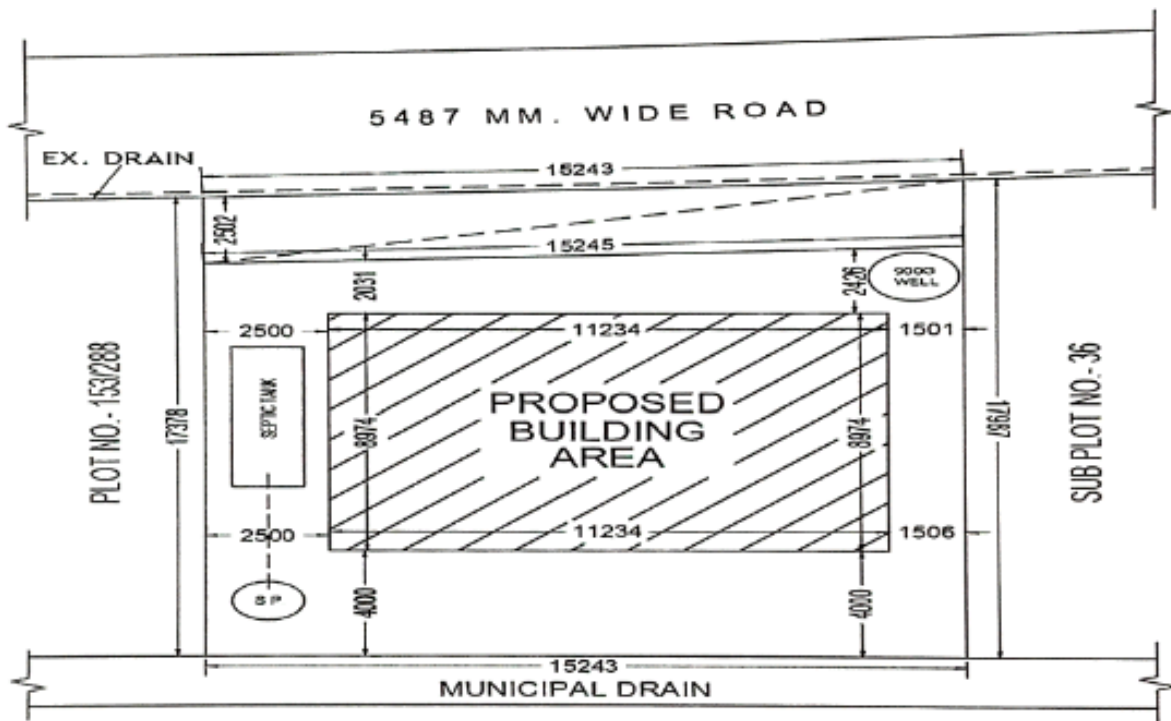 5487 MM. WIDE ROAD
EX. DRAIN
15243
2502
15245
2031
2426
WELL
2500
11234
1501
SEPTIC TANK
PROPOSED
BUILDING
AREA
8974
8974
PLOT NO.- 153/288
17378
17987
SUB PLOT NO.- 36
2500
11234
1506
S P
4000
4000
15243
MUNICIPAL DRAIN